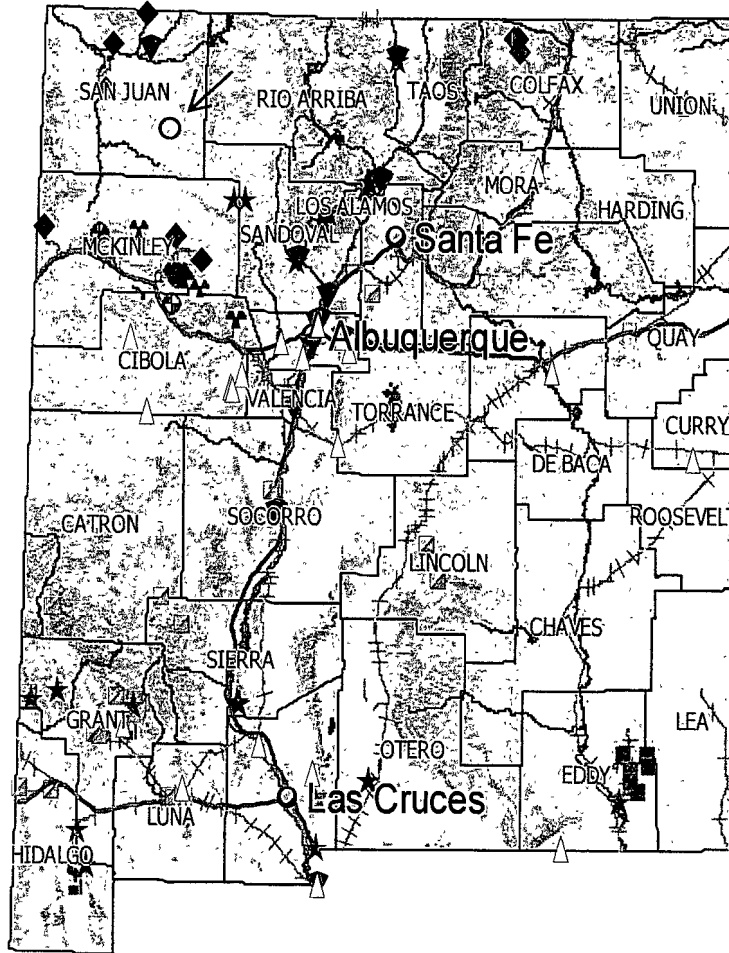 SAN JUAN
RIO ARRIBA
TAOS
COLFAX
UNION
MORA
LOS ALAMOS
HARDING
MCKINLEY
SANDOVAL
Santa Fe
Albuquerque
QUAY
CIBOLA
VALENCIA
TORRANCE
CURRY
DE BACA
CATRON
SOCORRO
ROOSEVELT
LINCOLN
CHAVES
SIERRA
GRANT
OTERO
LEA
EDDY
Las Cruces
LUNA
HIDALGO